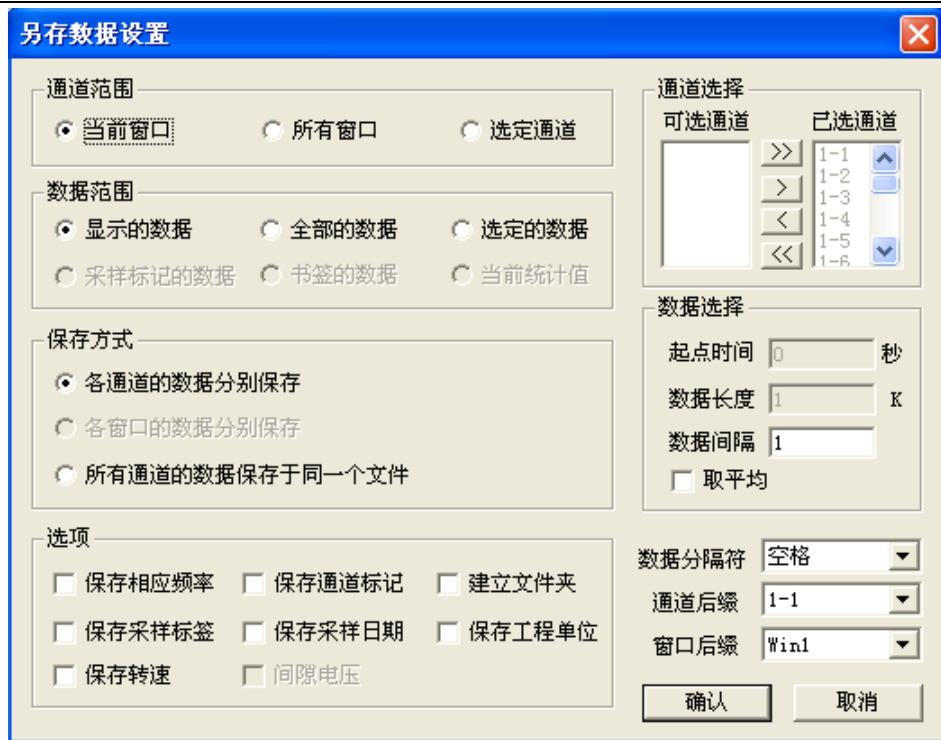 另存数据设置
通道范围
当前窗口 所有窗口 选定通道
数据范围
显示的数据 全部的数据 选定的数据
采样标记的数据 书签的数据 当前统计值
保存方式
各通道的数据分别保存
各窗口的数据分别保存
所有通道的数据保存于同一个文件
选项
保存相应频率 保存通道标记 建立文件夹
保存采样标签 保存采样日期 保存工程单位
保存转速 间隙电压
通道选择
可选通道 已选通道
>> 1-1
1-2
> 1-3
< 1-4
1-5
<< 1-6
数据选择
起点时间 0 秒
数据长度 1 K
数据间隔 1
取平均
数据分隔符 空格
通道后缀 1-1
窗口后缀 Win1
确认 取消